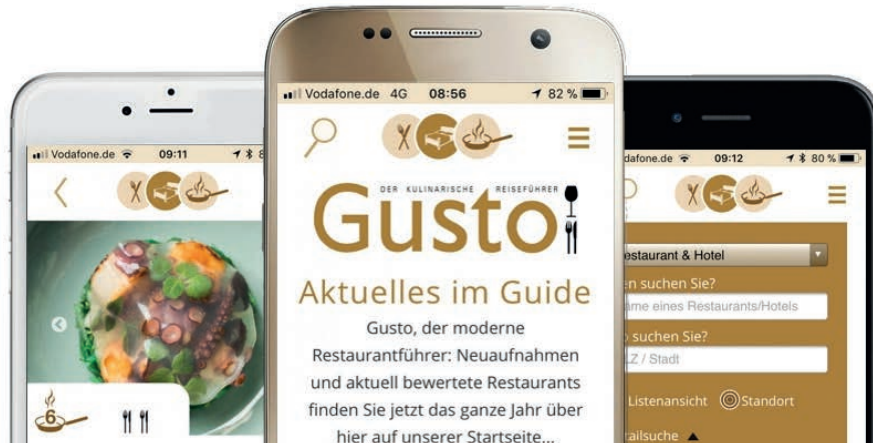 Vodafone.de 09:11
6
Vodafone.de 4G 08:56 82 %
DER KULINARISCHE REISEFÜHRER
Gusto
Aktuelles im Guide
Gusto, der moderne
Restaurantführer: Neuaufnahmen
und aktuell bewertete Restaurants
finden Sie jetzt das ganze Jahr über
hier auf unserer Startseite...
dafone.de 09:12 80 %
estaurant & Hotel
en suchen Sie?
ame eines Restaurants/Hotels
o suchen Sie?
LZ / Stadt
Listenansicht Standort
ailsuche